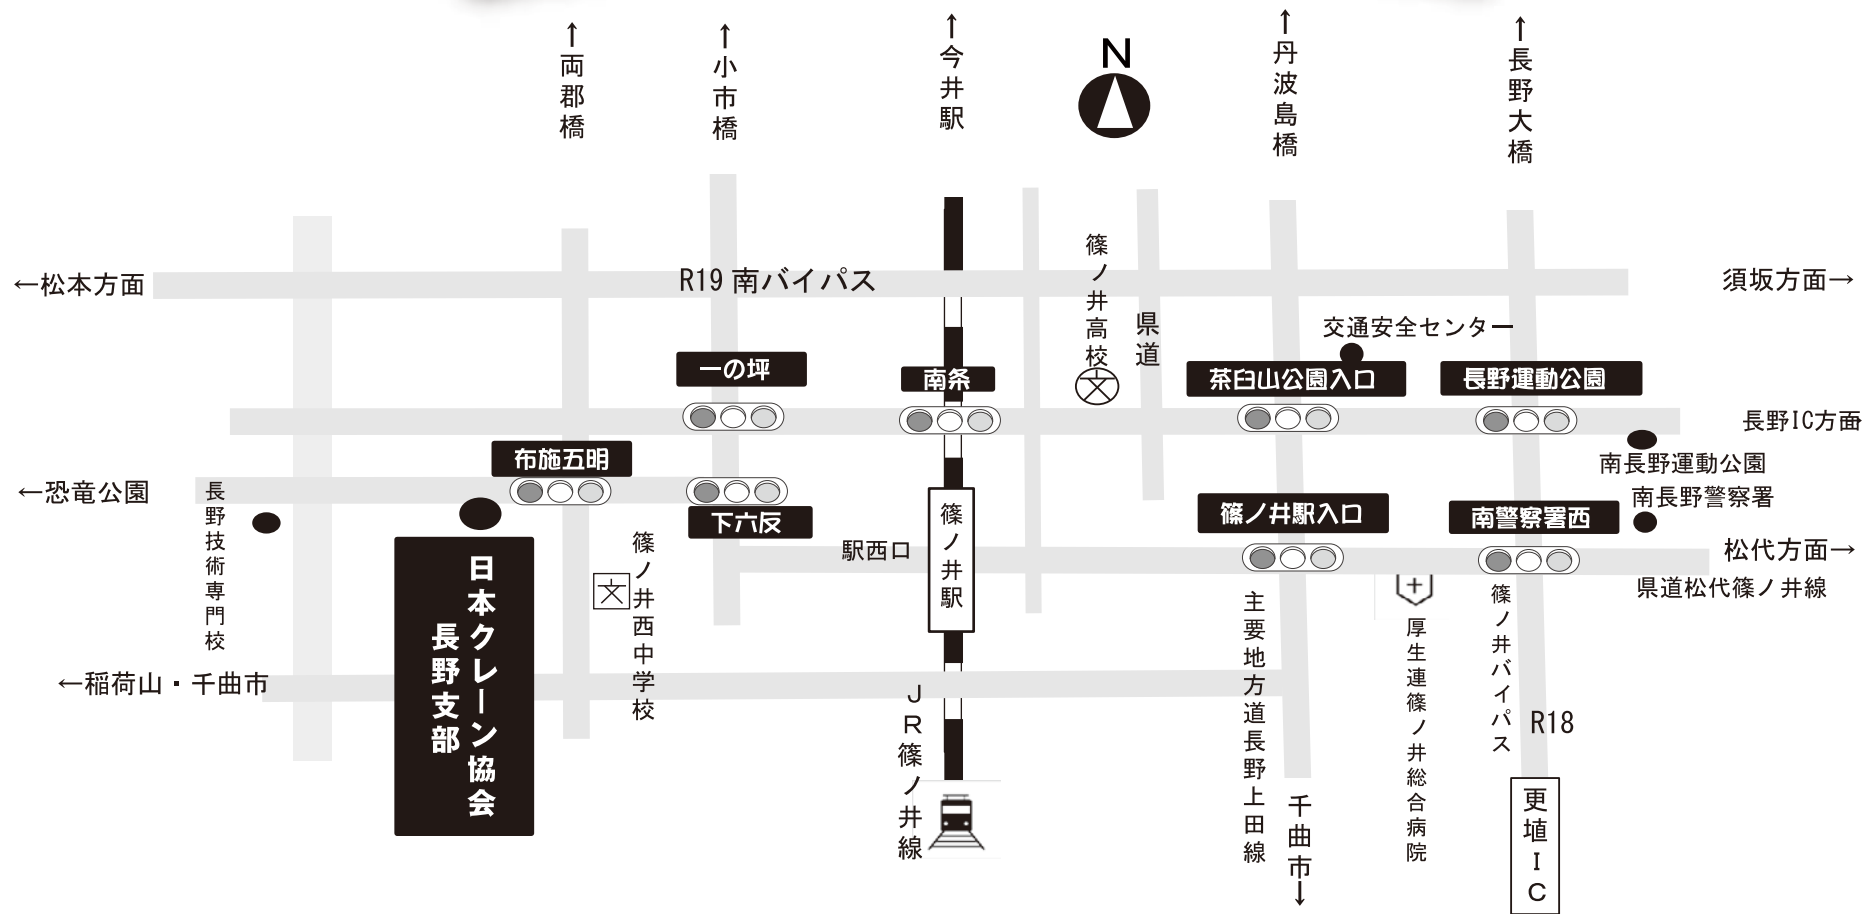 ↑両郡橋
↑小市橋
↑今井駅
N
↑丹波島橋
↑長野大橋
←松本方面
R19 南バイパス
篠ノ井高校
県道
須坂方面→
交通安全センター
一の坪
南条
茶臼山公園入口
長野運動公園
長野IC方面
南長野運動公園
布施五明
←恐竜公園
長野技術専門校
下六反
篠ノ井駅
駅西口
篠ノ井駅入口
南警察署西
南長野警察署
松代方面→
県道松代篠ノ井線
日本クレーン協会
長野支部
文
篠ノ井西中学校
←稲荷山・千曲市
JR篠ノ井線
主要地方道長野上田線
千曲市↓
厚生連篠ノ井総合病院
篠ノ井バイパス
R18
更埴IC